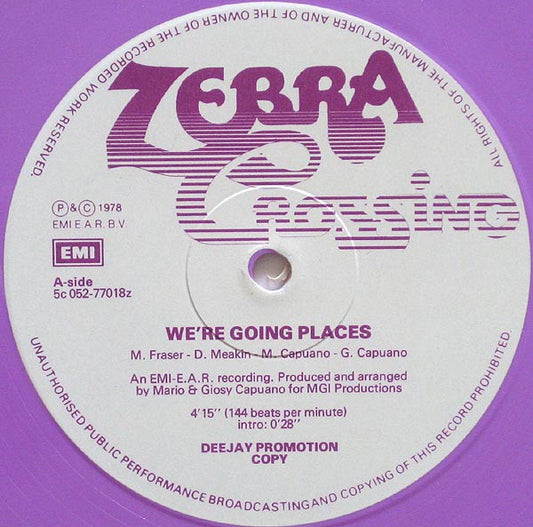 ALL RIGHTS OF THE MANUFACTURER AND OF THE OWNER OF THE RECORDED WORK RESERVED.
ZEBRA
CROSSING
Ⓟ & Ⓒ 1978
EMI E.A.R. B.V
EMI
A-side
5c 052-77018z
WE'RE GOING PLACES
M. Fraser - D. Meakin - M. Capuano - G. Capuano
An EMI-E.A.R. recording. Produced and arranged
by Mario & Giosy Capuano for MGI Productions
4'15'' (144 beats per minute)
intro: 0'28''
DEEJAY PROMOTION
COPY
UNAUTHORISED PUBLIC PERFORMANCE BROADCASTING AND COPYING OF THIS RECORD PROHIBITED.